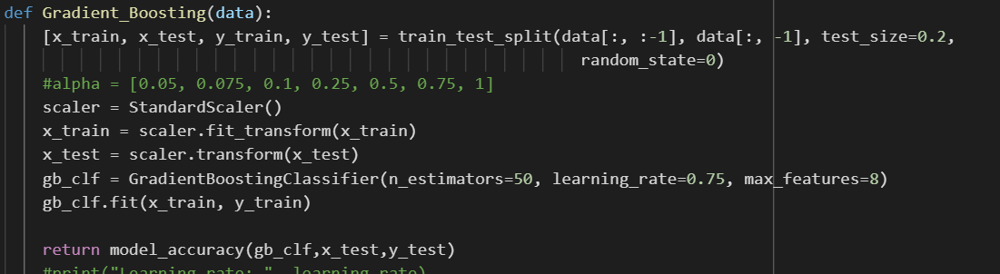 def Gradient_Boosting(data):
    [x_train, x_test, y_train, y_test] = train_test_split(data[:, :-1], data[:, -1], test_size=0.2,
                                                          random_state=0)
    #alpha = [0.05, 0.075, 0.1, 0.25, 0.5, 0.75, 1]
    scaler = StandardScaler()
    x_train = scaler.fit_transform(x_train)
    x_test = scaler.transform(x_test)
    gb_clf = GradientBoostingClassifier(n_estimators=50, learning_rate=0.75, max_features=8)
    gb_clf.fit(x_train, y_train)

    return model_accuracy(gb_clf,x_test,y_test)
    #print("Learning rate: ", learning_rate)